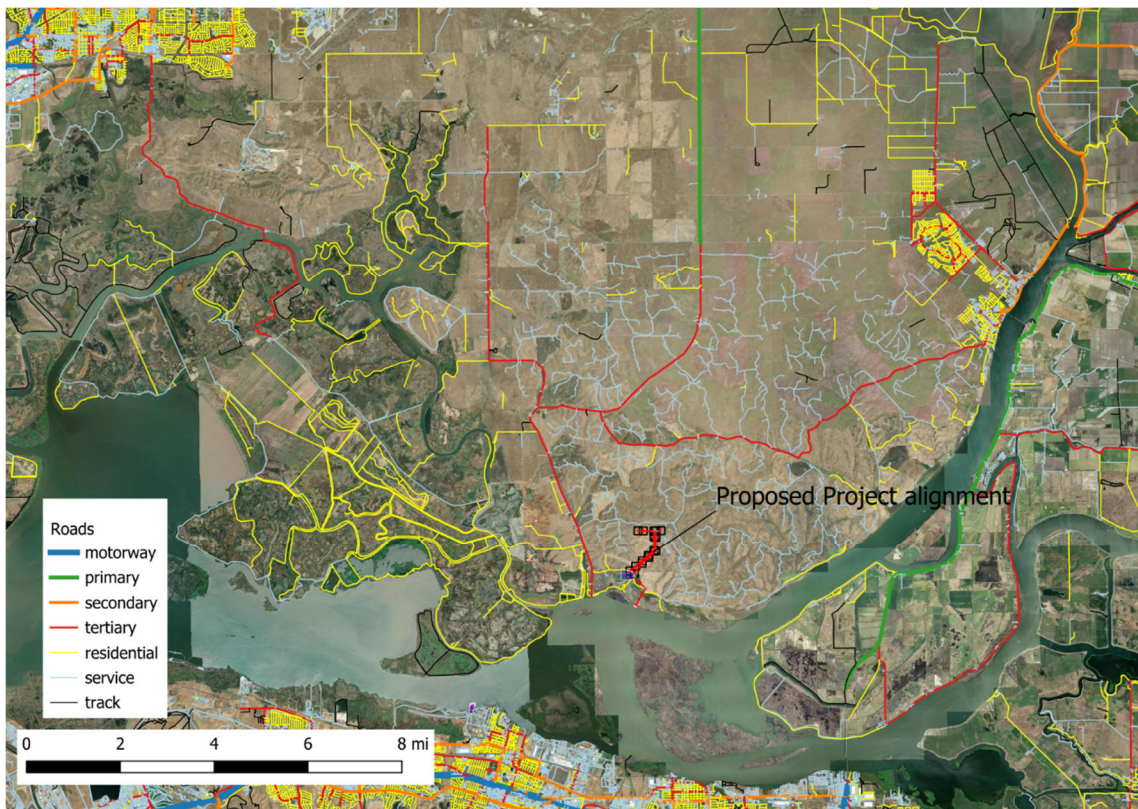 Proposed Project alignment
Roads
motorway
primary
secondary
tertiary
residential
service
track
0 2 4 6 8 mi